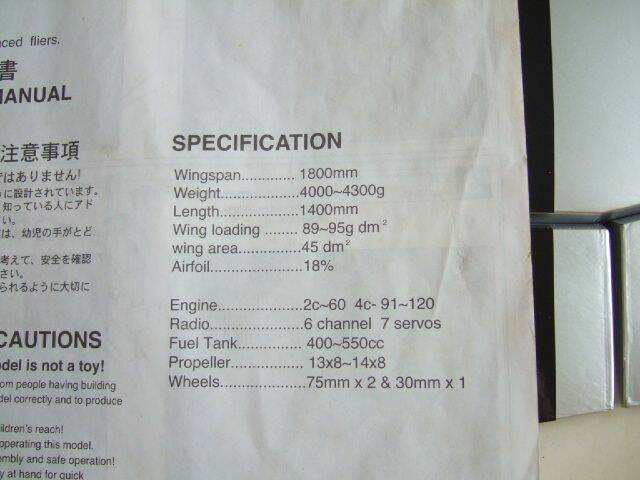 ced fliers.
書
MANUAL
注意事項
ではありません!
に設計されています。
知っている人にアド
い。
は、幼児の手がとど
考えて、安全を確認
さい。
られるように大切に
CAUTIONS
del is not a toy!
om people having building
del correctly and to produce
ildren's reach!
operating this model.
embly and safe operation!
y at hand for quick
SPECIFICATION
Wingspan............. 1800mm
Weight...................4000~4300g
Length...................1400mm
Wing loading ........ 89~95g dm²
wing area...............45 dm²
Airfoil......................18%
Engine....................2c~60 4c- 91~120
Radio......................6 channel 7 servos
Fuel Tank............... 400~550cc
Propeller................. 13x8~14x8
Wheels.....................75mm x 2 & 30mm x 1